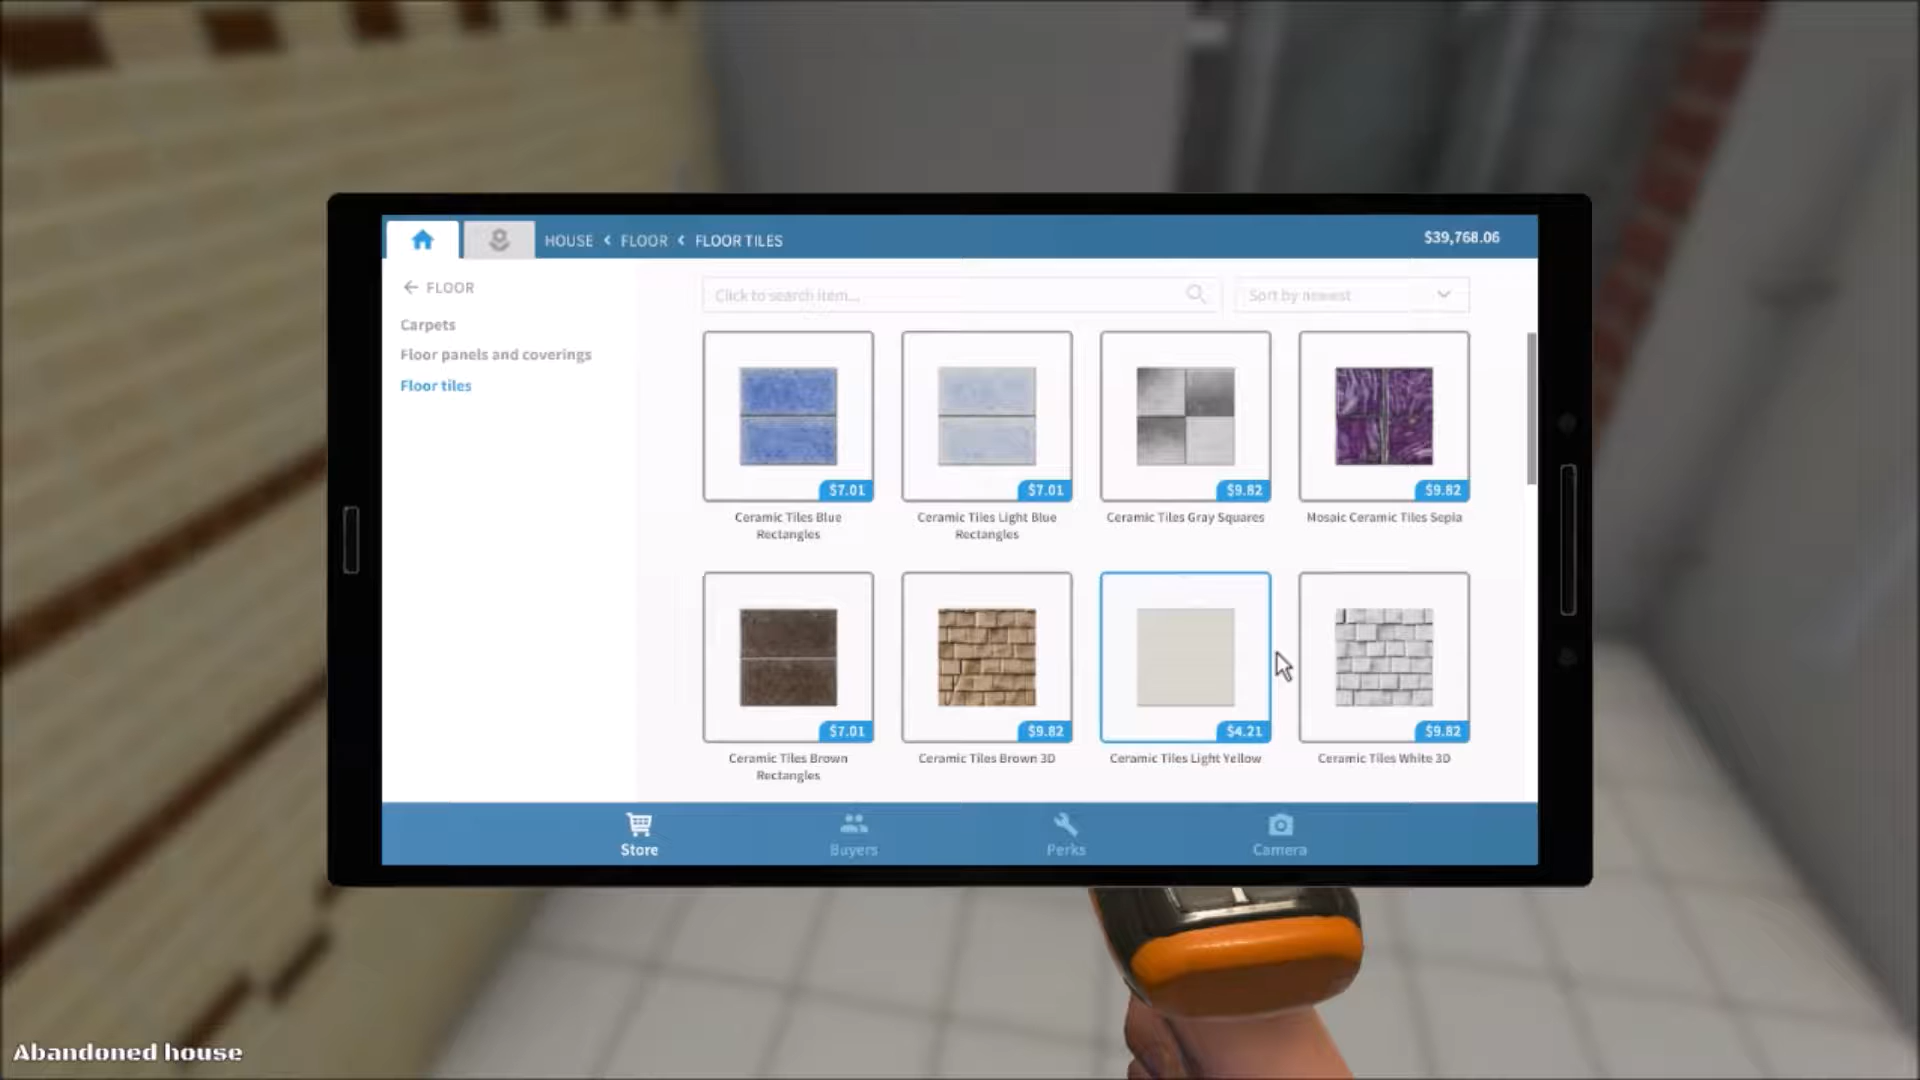 HOUSE < FLOOR < FLOOR TILES
$39,768.06
← FLOOR
Click to search item...
Sort by newest
Carpets
Floor panels and coverings
Floor tiles
$7.01
$7.01
$9.82
$9.82
Ceramic Tiles Blue
Rectangles
Ceramic Tiles Light Blue
Rectangles
Ceramic Tiles Gray Squares
Mosaic Ceramic Tiles Sepia
$7.01
$9.82
$4.21
$9.82
Ceramic Tiles Brown
Rectangles
Ceramic Tiles Brown 3D
Ceramic Tiles Light Yellow
Ceramic Tiles White 3D
Store
Buyers
Perks
Camera
Abandoned house